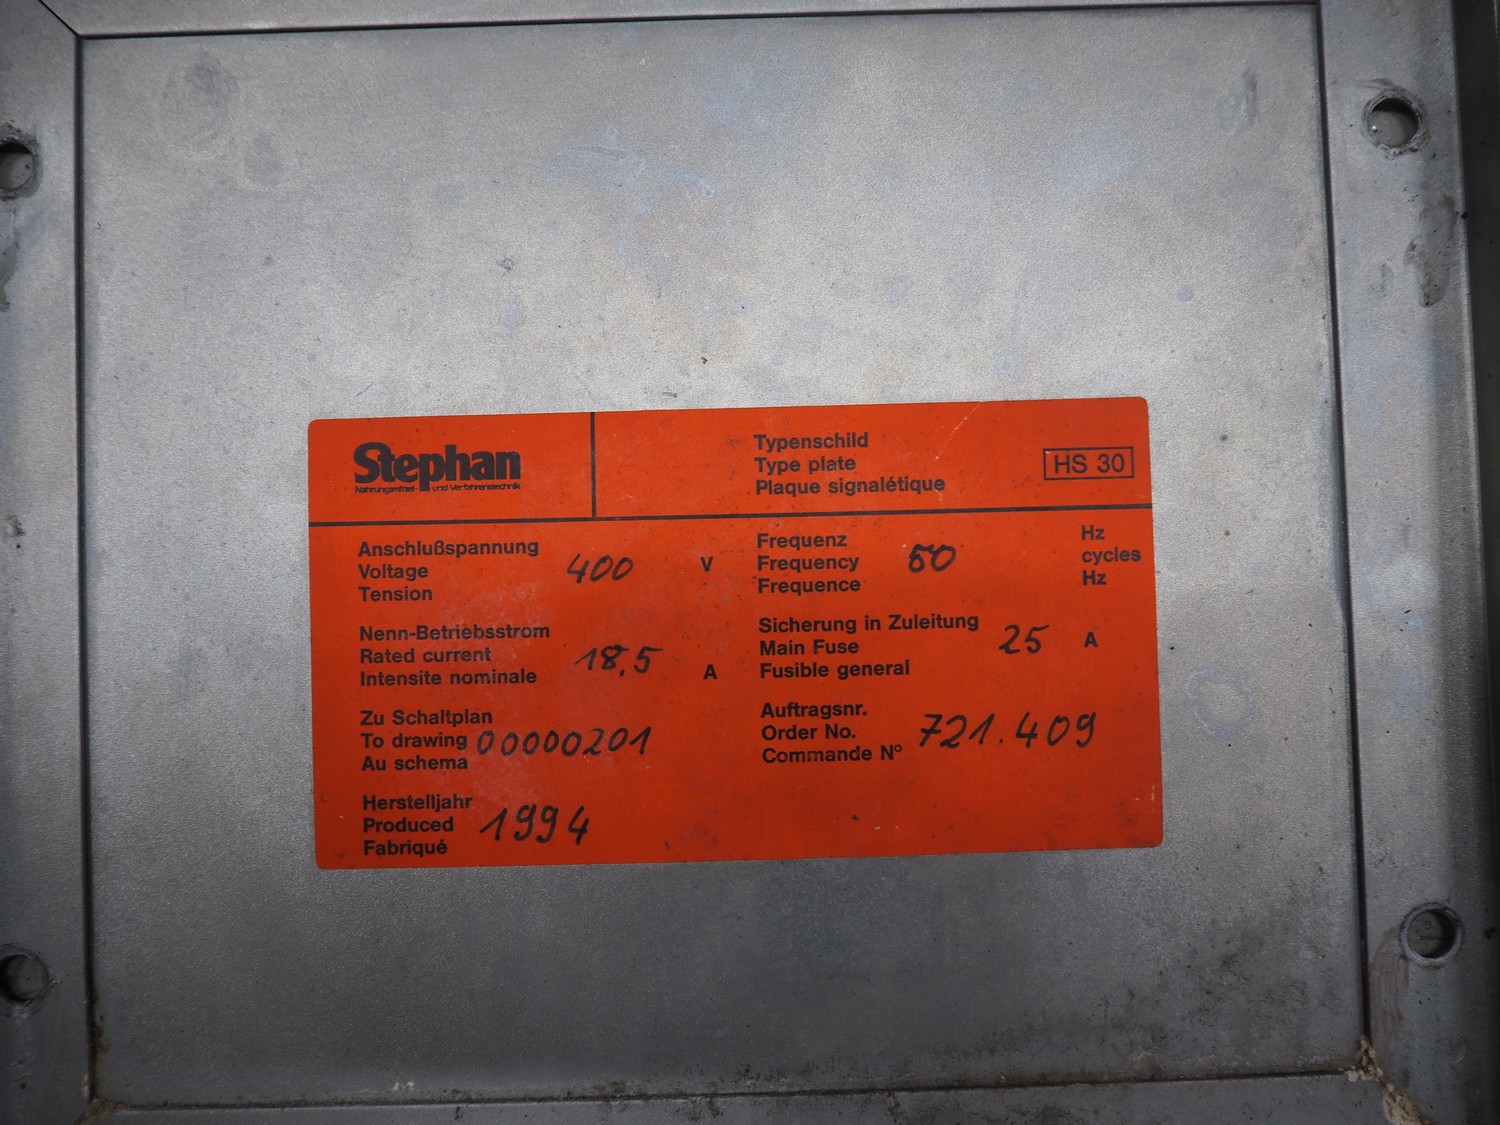 Stephan
Nahrungsmittel- und Verfahrenstechnik
Typenschild
Type plate
Plaque signalétique
HS 30
Anschlußspannung
Voltage 400 V
Tension
Frequenz Hz
Frequency 50 cycles
Frequence Hz
Nenn-Betriebsstrom
Rated current 18,5 A
Intensite nominale
Sicherung in Zuleitung
Main Fuse 25 A
Fusible general
Zu Schaltplan
To drawing 00000201
Au schema
Auftragsnr.
Order No. 721.409
Commande N°
Herstelljahr
Produced 1994
Fabriqué